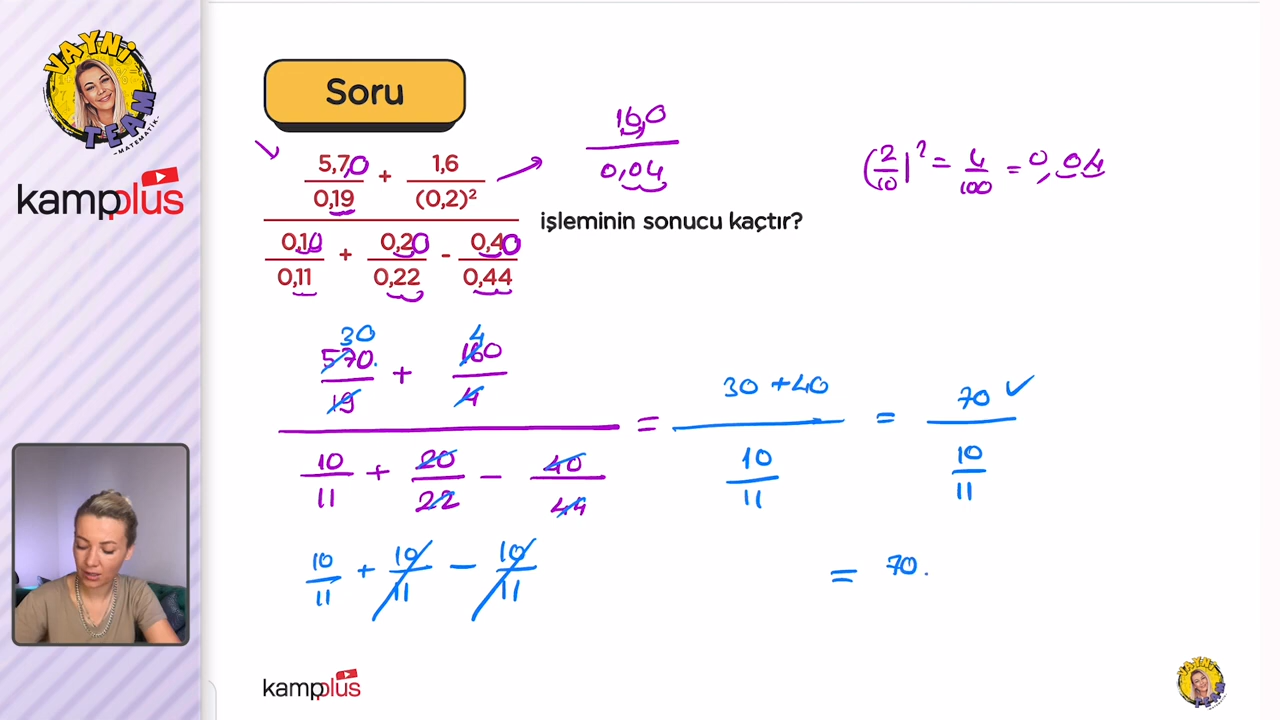 VAYNİ TEAM
-MATEMATİK-
kampplus
Soru
5,70/0,19 + 1,6/(0,2)² → 16,0/0,04
(2/10)² = 4/100 = 0,04
işleminin sonucu kaçtır?
0,10/0,11 + 0,20/0,22 - 0,40/0,44
30 4
570/19 + 160/4
10/11 + 20/22 - 40/44
= 30+40 / 10/11 = 70 / 10/11
10/11 + 10/11 - 10/11
= 70.
kampplus
VAYNİ TEAM